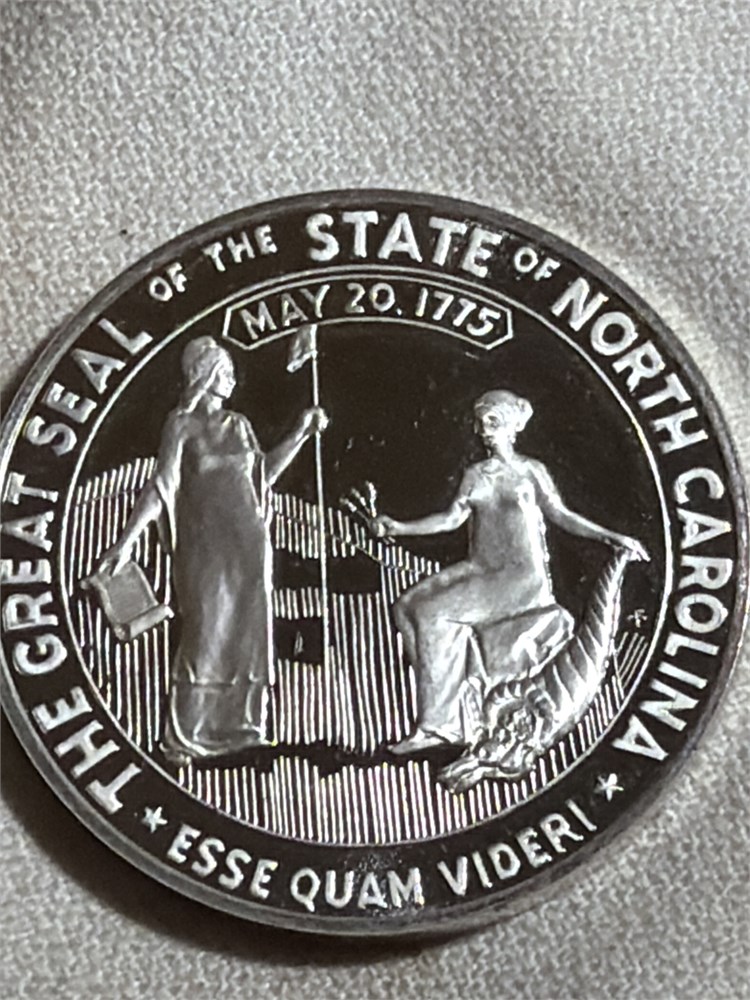 THE GREAT SEAL OF THE STATE OF NORTH CAROLINA
MAY 20, 1775
★ ESSE QUAM VIDERI ★